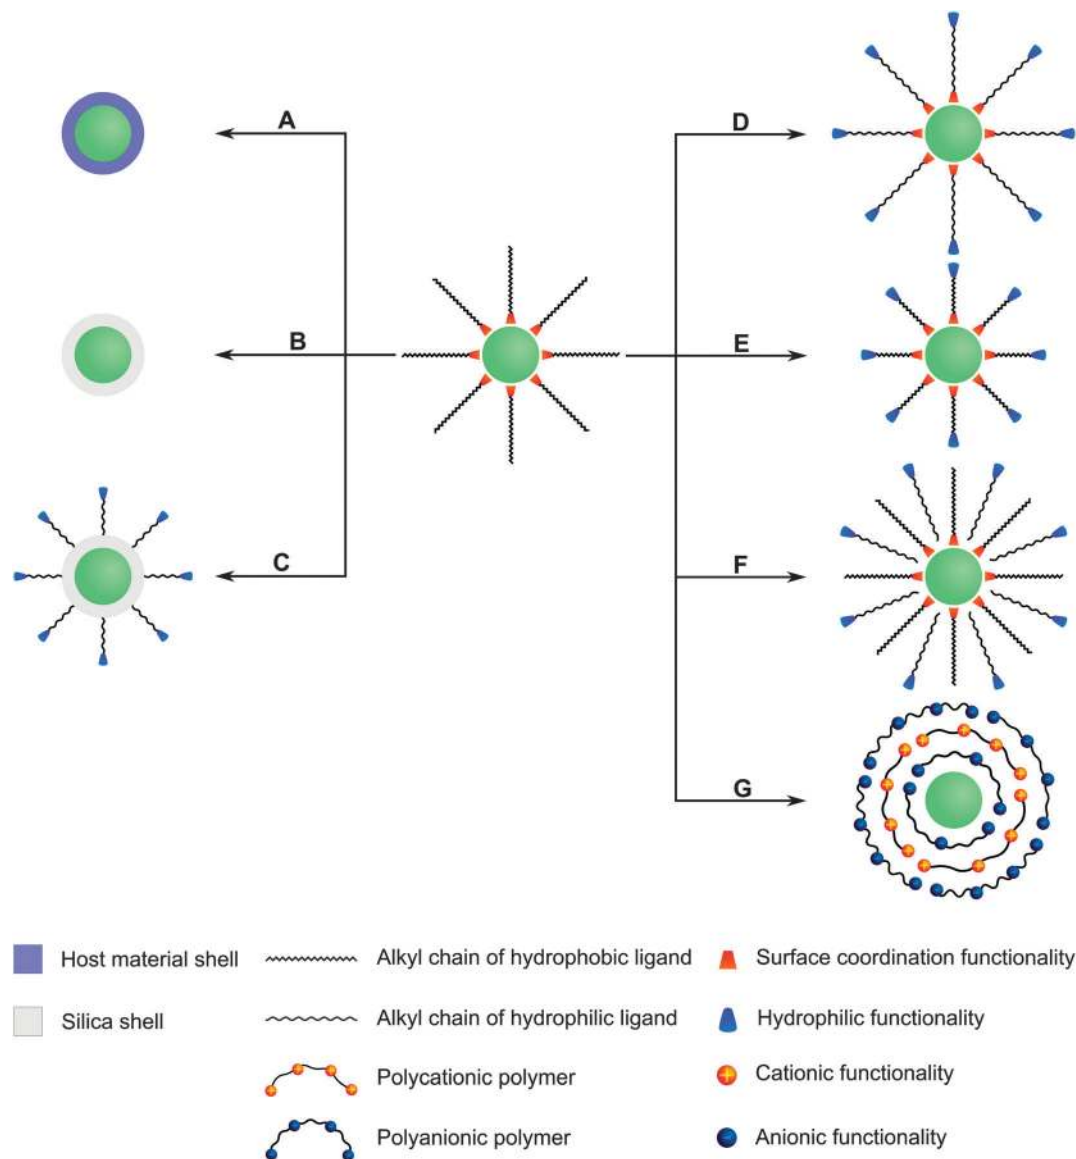 A
D
B
E
C
F
G
Host material shell
Alkyl chain of hydrophobic ligand
Surface coordination functionality
Silica shell
Alkyl chain of hydrophilic ligand
Hydrophilic functionality
Polycationic polymer
Cationic functionality
Polyanionic polymer
Anionic functionality